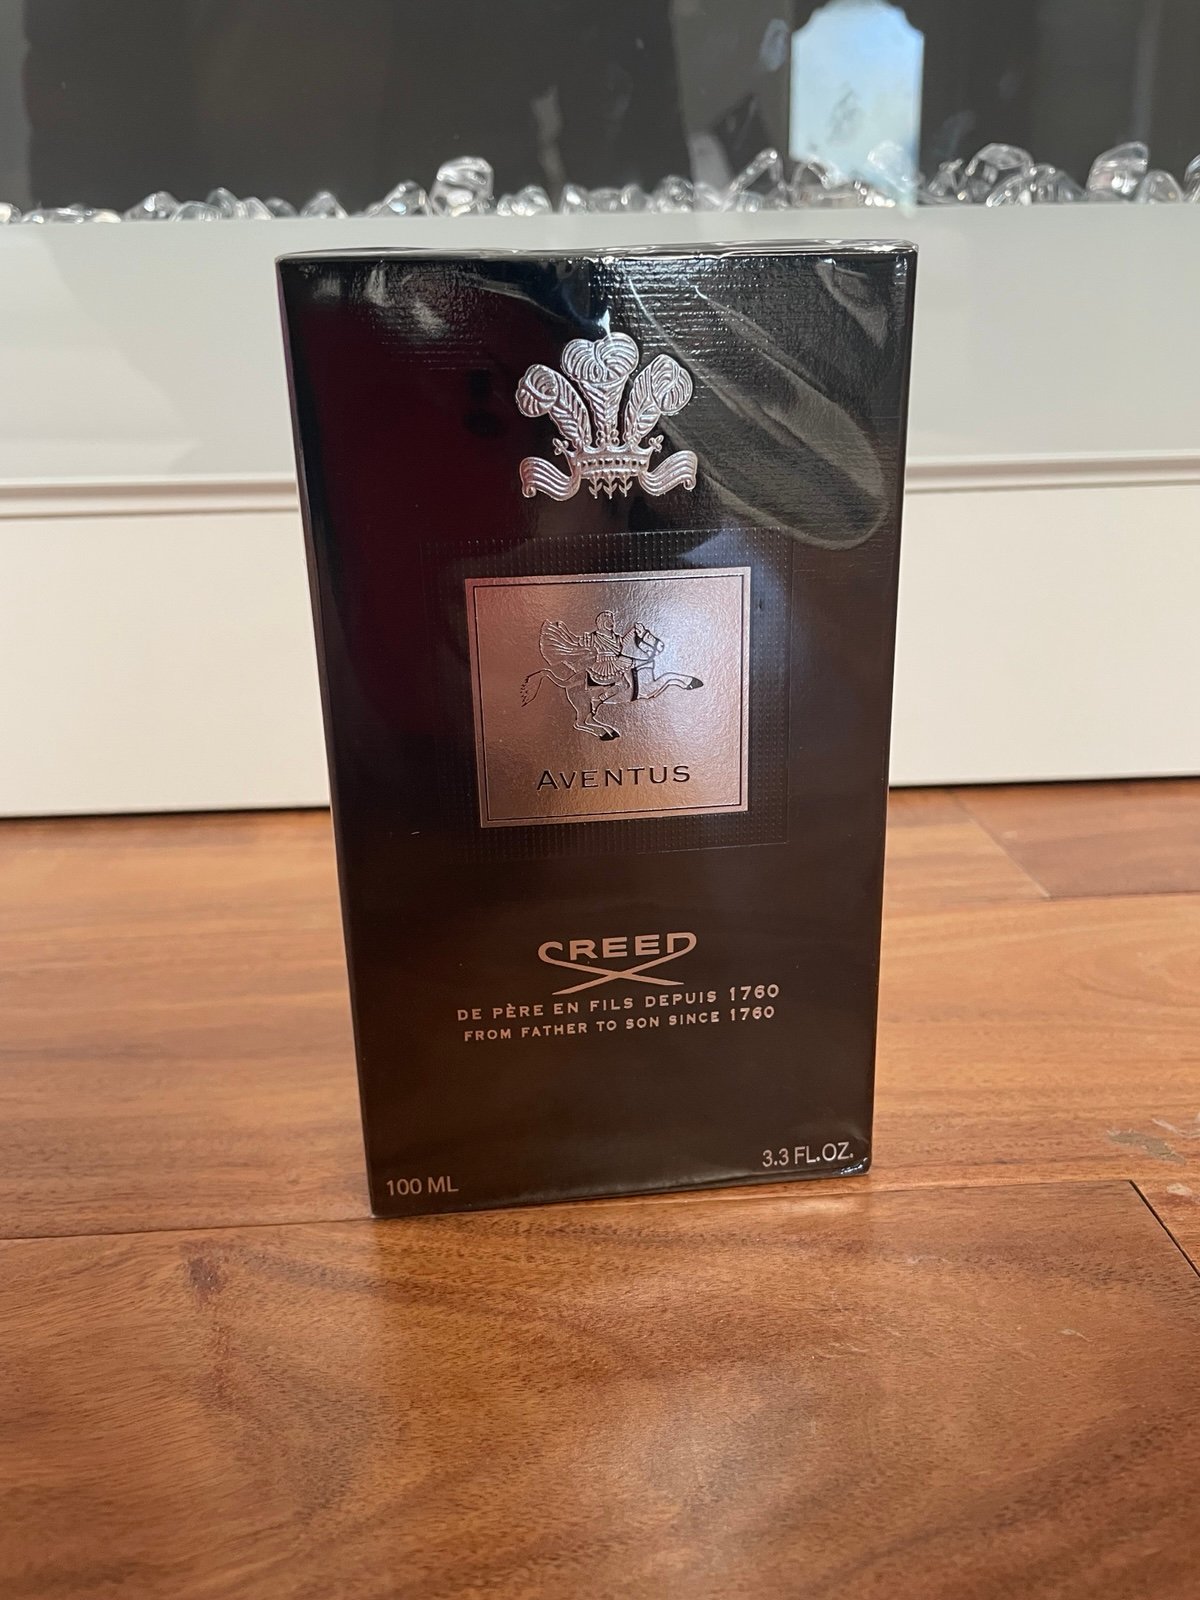 AVENTUS
CREED
DE PÈRE EN FILS DEPUIS 1760
FROM FATHER TO SON SINCE 1760
100 ML
3.3 FL.OZ.